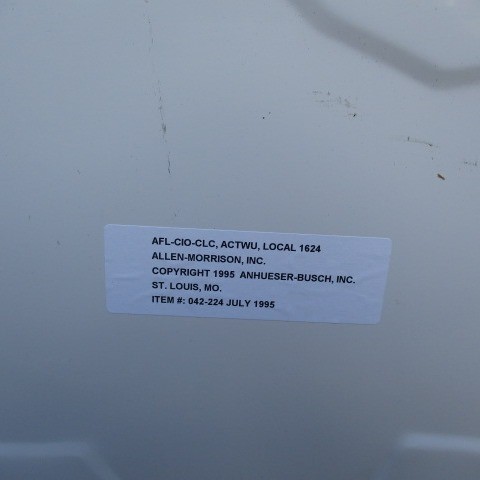 AFL-CIO-CLC, ACTWU, LOCAL 1624
ALLEN-MORRISON, INC.
COPYRIGHT 1995 ANHUESER-BUSCH, INC.
ST. LOUIS, MO.
ITEM #: 042-224 JULY 1995